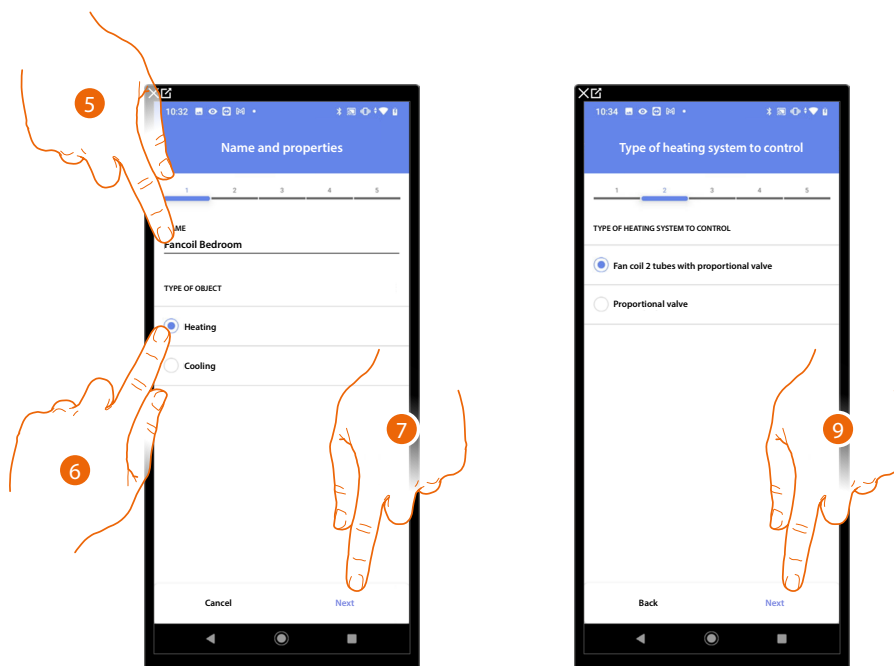 5
10:32
Name and properties
1 2 3 4 5
Fancoil Bedroom
TYPE OF OBJECT
Heating
Cooling
7
6
Cancel Next
10:34
Type of heating system to control
1 2 3 4 5
TYPE OF HEATING SYSTEM TO CONTROL
Fan coil 2 tubes with proportional valve
Proportional valve
9
Back Next